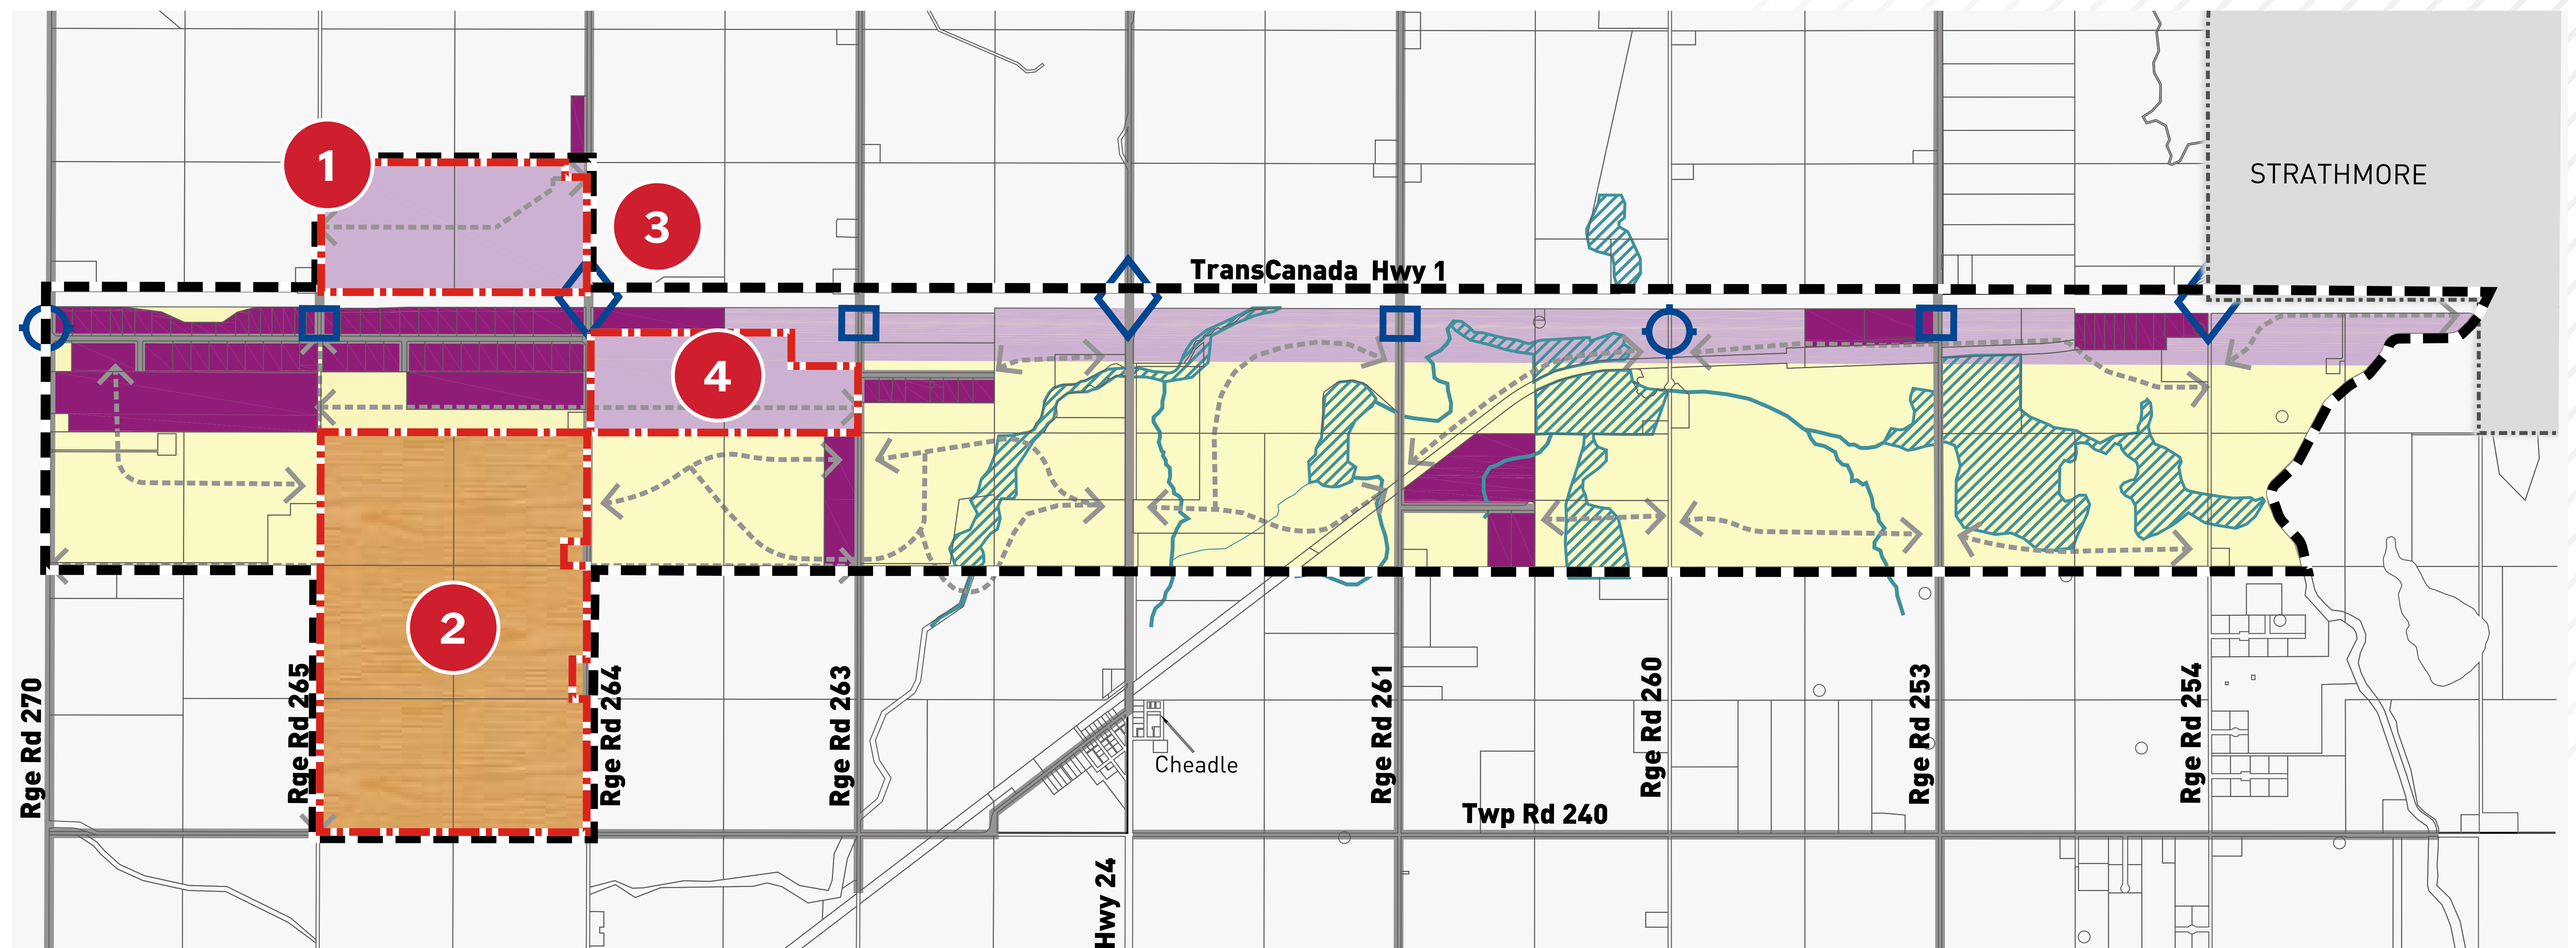 1
3
STRATHMORE
TransCanada Hwy 1
4
2
Rge Rd 270
Rge Rd 265
Rge Rd 264
Rge Rd 263
Rge Rd 261
Rge Rd 260
Rge Rd 253
Rge Rd 254
Cheadle
Twp Rd 240
Hwy 24